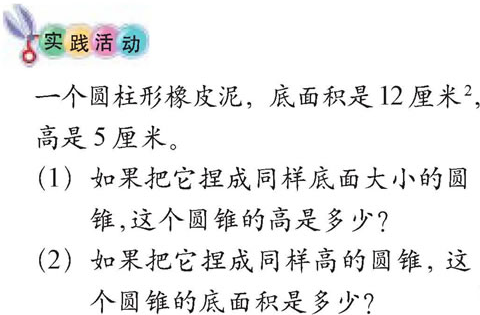 实践活动
一个圆柱形橡皮泥，底面积是12厘米²，
高是5厘米。
(1) 如果把它捏成同样底面大小的圆
锥,这个圆锥的高是多少?
(2) 如果把它捏成同样高的圆锥，这
个圆锥的底面积是多少?